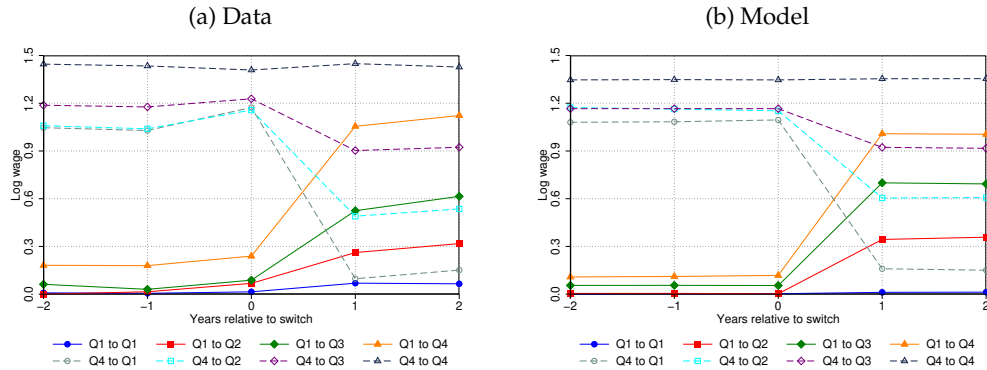 (a) Data
(b) Model
1.5
1.2
0.9
0.6
0.3
0.0
Log wage
-2
-1
0
1
2
Years relative to switch
Q1 to Q1
Q1 to Q2
Q1 to Q3
Q1 to Q4
Q4 to Q1
Q4 to Q2
Q4 to Q3
Q4 to Q4
1.5
1.2
0.9
0.6
0.3
0.0
Log wage
-2
-1
0
1
2
Years relative to switch
Q1 to Q1
Q1 to Q2
Q1 to Q3
Q1 to Q4
Q4 to Q1
Q4 to Q2
Q4 to Q3
Q4 to Q4